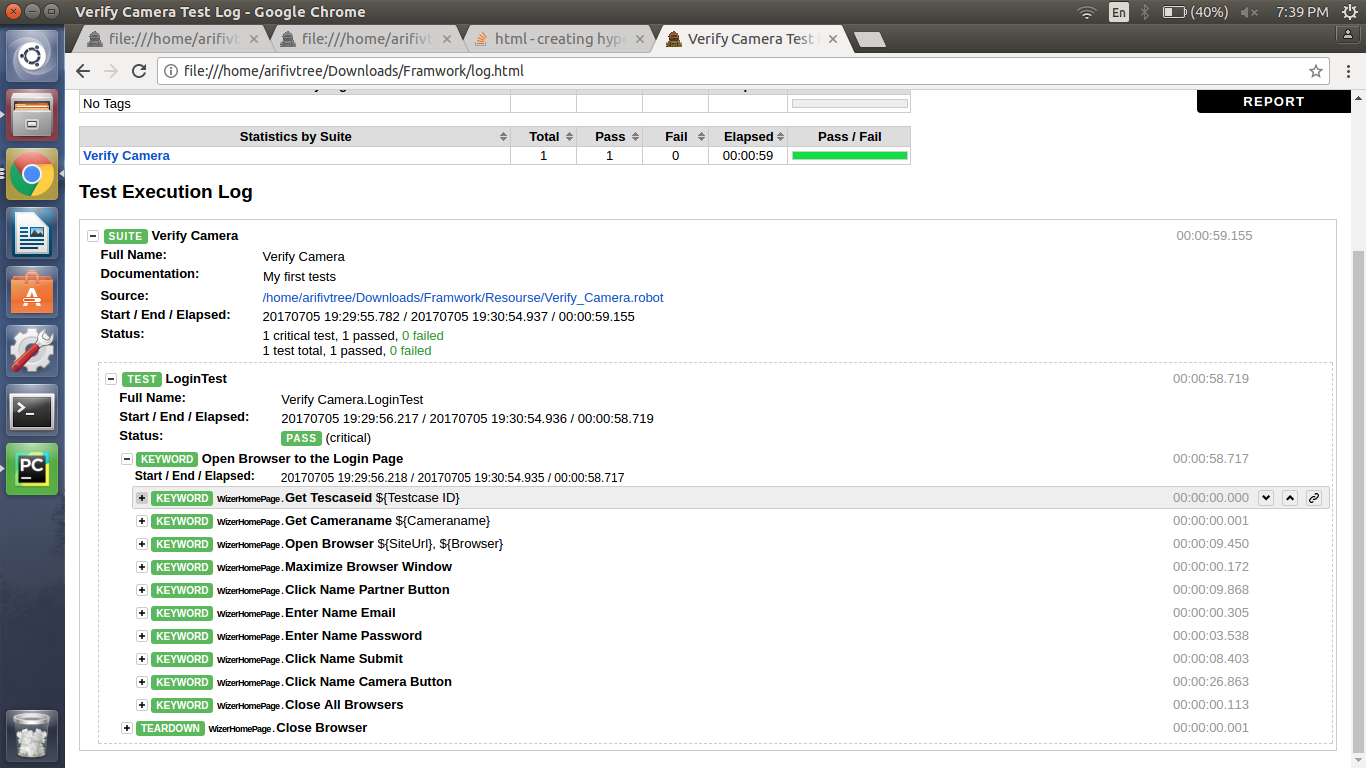 Verify Camera Test Log - Google Chrome
En
(40%)
7:39 PM
file:///home/arifivt
file:///home/arifivt
html - creating hype
Verify Camera Test
file:///home/arifivtree/Downloads/Framwork/log.html
No Tags
REPORT
Statistics by Suite Total Pass Fail Elapsed Pass / Fail
Verify Camera 1 1 0 00:00:59
Test Execution Log
SUITE Verify Camera 00:00:59.155
Full Name: Verify Camera
Documentation: My first tests
Source: /home/arifivtree/Downloads/Framwork/Resourse/Verify_Camera.robot
Start / End / Elapsed: 20170705 19:29:55.782 / 20170705 19:30:54.937 / 00:00:59.155
Status: 1 critical test, 1 passed, 0 failed
1 test total, 1 passed, 0 failed
TEST LoginTest 00:00:58.719
Full Name: Verify Camera.LoginTest
Start / End / Elapsed: 20170705 19:29:56.217 / 20170705 19:30:54.936 / 00:00:58.719
Status: PASS (critical)
KEYWORD Open Browser to the Login Page 00:00:58.717
Start / End / Elapsed: 20170705 19:29:56.218 / 20170705 19:30:54.935 / 00:00:58.717
KEYWORD WizerHomePage.Get Tescaseid ${Testcase ID} 00:00:00.000
KEYWORD WizerHomePage.Get Cameraname ${Cameraname} 00:00:00.001
KEYWORD WizerHomePage.Open Browser ${SiteUrl}, ${Browser} 00:00:09.450
KEYWORD WizerHomePage.Maximize Browser Window 00:00:00.172
KEYWORD WizerHomePage.Click Name Partner Button 00:00:09.868
KEYWORD WizerHomePage.Enter Name Email 00:00:00.305
KEYWORD WizerHomePage.Enter Name Password 00:00:03.538
KEYWORD WizerHomePage.Click Name Submit 00:00:08.403
KEYWORD WizerHomePage.Click Name Camera Button 00:00:26.863
KEYWORD WizerHomePage.Close All Browsers 00:00:00.113
TEARDOWN WizerHomePage.Close Browser 00:00:00.001
PC